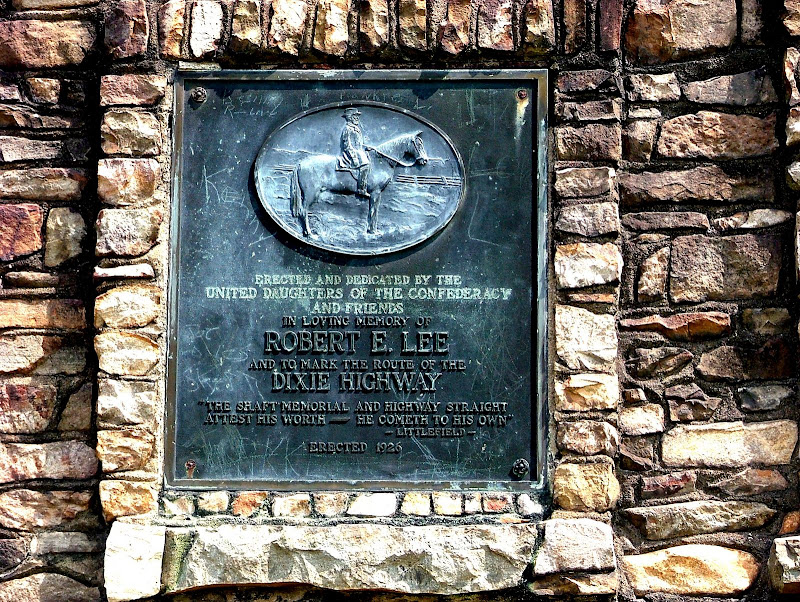 ERECTED AND DEDICATED BY THE
UNITED DAUGHTERS OF THE CONFEDERACY
AND FRIENDS
IN LOVING MEMORY OF
ROBERT E. LEE
AND TO MARK THE ROUTE OF THE
DIXIE HIGHWAY
"THE SHAFT MEMORIAL AND HIGHWAY STRAIGHT
ATTEST HIS WORTH — HE COMETH TO HIS OWN"
- LITTLEFIELD -
ERECTED 1926